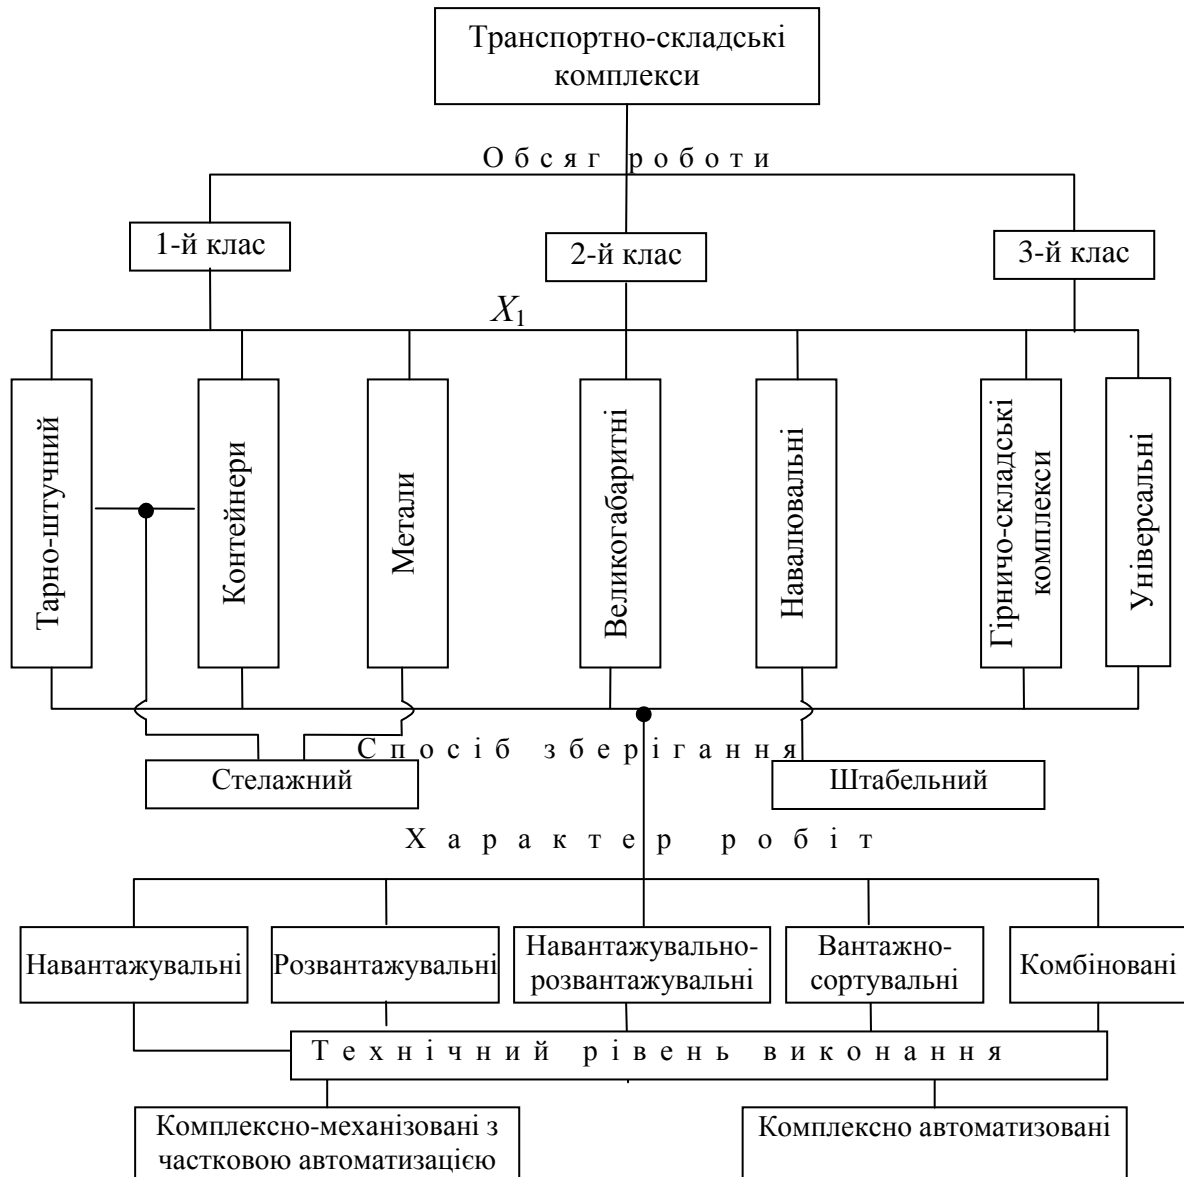 Транспортно-складські
комплекси
Обсяг роботи
1-й клас
2-й клас
3-й клас
X1
Тарно-штучний
Контейнери
Метали
Великогабаритні
Навалювальні
Гірничо-складські
комплекси
Універсальні
Спосіб зберігання
Стелажний
Штабельний
Характер робіт
Навантажувальні
Розвантажувальні
Навантажувально-
розвантажувальні
Вантажно-
сортувальні
Комбіновані
Технічний рівень виконання
Комплексно-механізовані з
частковою автоматизацією
Комплексно автоматизовані